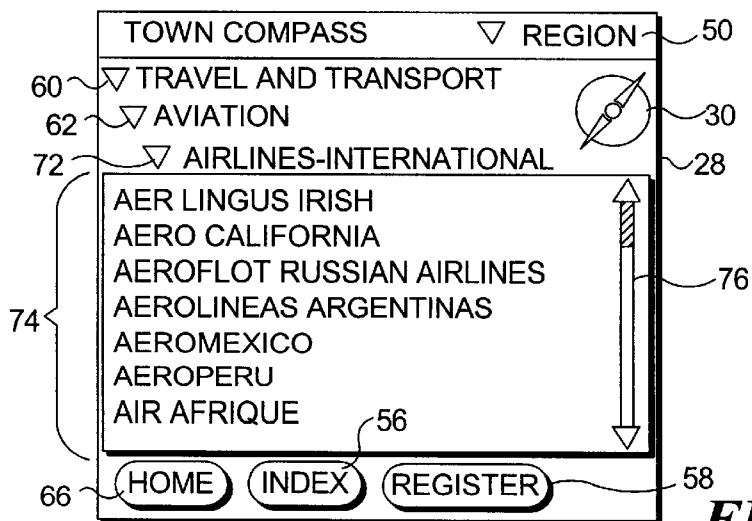 TOWN COMPASS ▽ REGION 50
60 ▽ TRAVEL AND TRANSPORT
62 ▽ AVIATION 30
72 ▽ AIRLINES-INTERNATIONAL 28
AER LINGUS IRISH
AERO CALIFORNIA
AEROFLOT RUSSIAN AIRLINES 76
74 AEROLINEAS ARGENTINAS
AEROMEXICO
AEROPERU
AIR AFRIQUE 56
66 HOME INDEX REGISTER 58